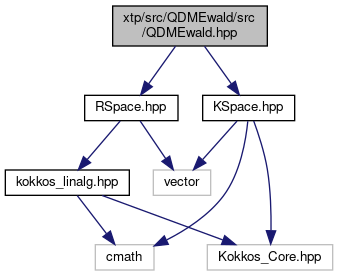 xtp/src/QDMEwald/src
/QDMEwald.hpp
RSpace.hpp
KSpace.hpp
kokkos_linalg.hpp
vector
cmath
Kokkos_Core.hpp